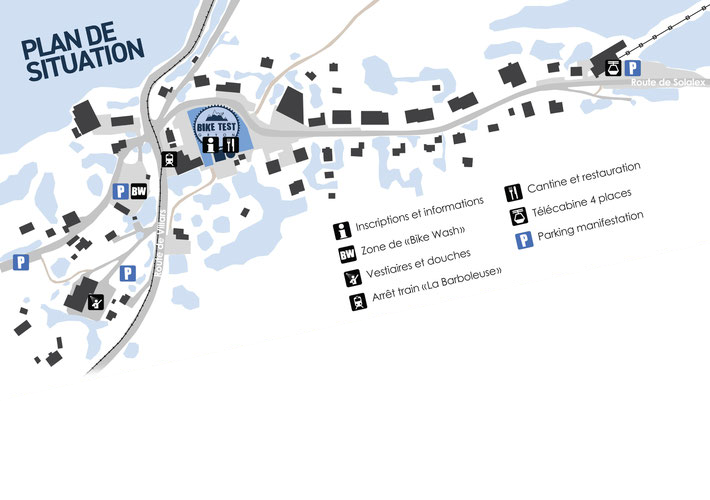 PLAN DE
SITUATION
BIKE TEST
P
Route de Solalex
P
BW
P
P
Route de Villars
Inscriptions et informations
BW Zone de «Bike Wash»
Vestiaires et douches
Arrêt train «La Barboleuse»
Cantine et restauration
Télécabine 4 places
P Parking manifestation